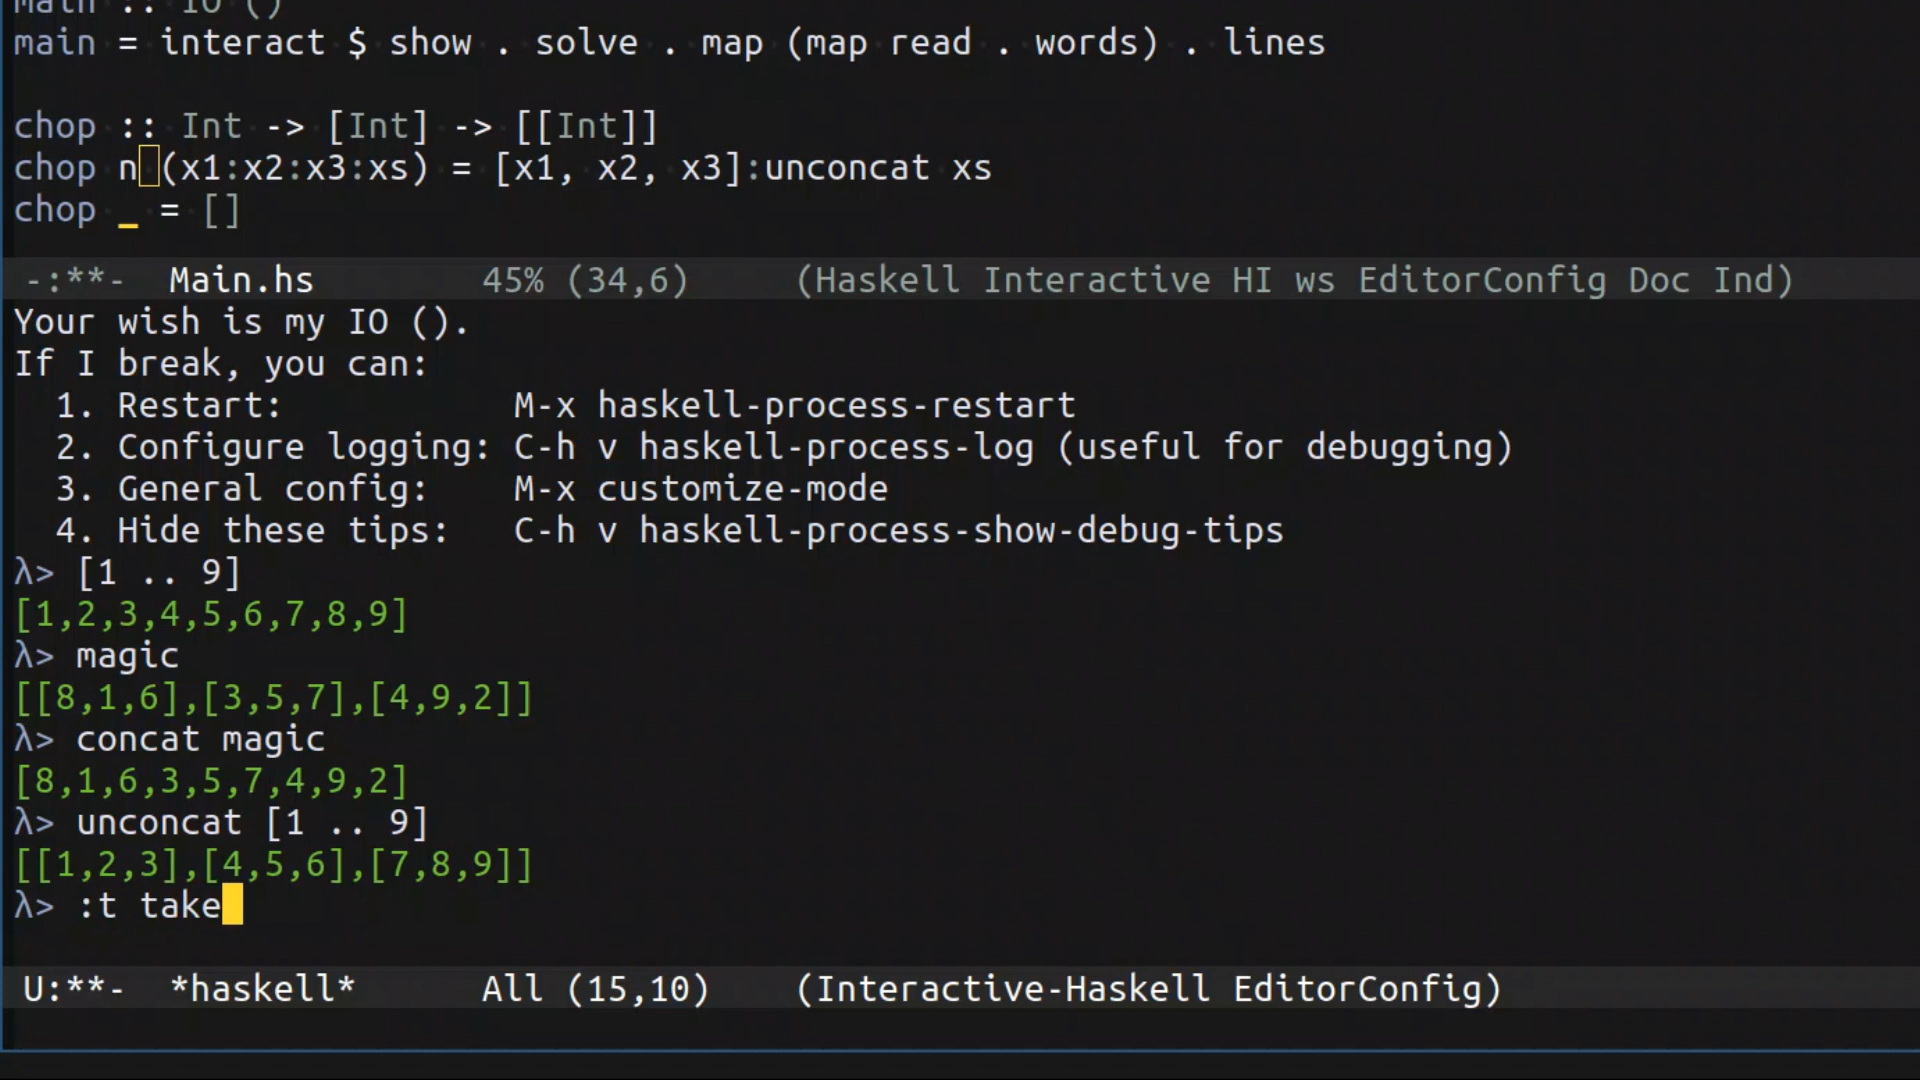 main :: IO ()
main = interact $ show . solve . map (map read . words) . lines
chop :: Int -> [Int] -> [[Int]]
chop n (x1:x2:x3:xs) = [x1, x2, x3]:unconcat xs
chop _ = []
-:**-  Main.hs        45% (34,6)     (Haskell Interactive HI ws EditorConfig Doc Ind)
Your wish is my IO ().
If I break, you can:
  1. Restart:           M-x haskell-process-restart
  2. Configure logging: C-h v haskell-process-log (useful for debugging)
  3. General config:    M-x customize-mode
  4. Hide these tips:   C-h v haskell-process-show-debug-tips
λ> [1 .. 9]
[1,2,3,4,5,6,7,8,9]
λ> magic
[[8,1,6],[3,5,7],[4,9,2]]
λ> concat magic
[8,1,6,3,5,7,4,9,2]
λ> unconcat [1 .. 9]
[[1,2,3],[4,5,6],[7,8,9]]
λ> :t take
U:**-  *haskell*      All (15,10)    (Interactive-Haskell EditorConfig)